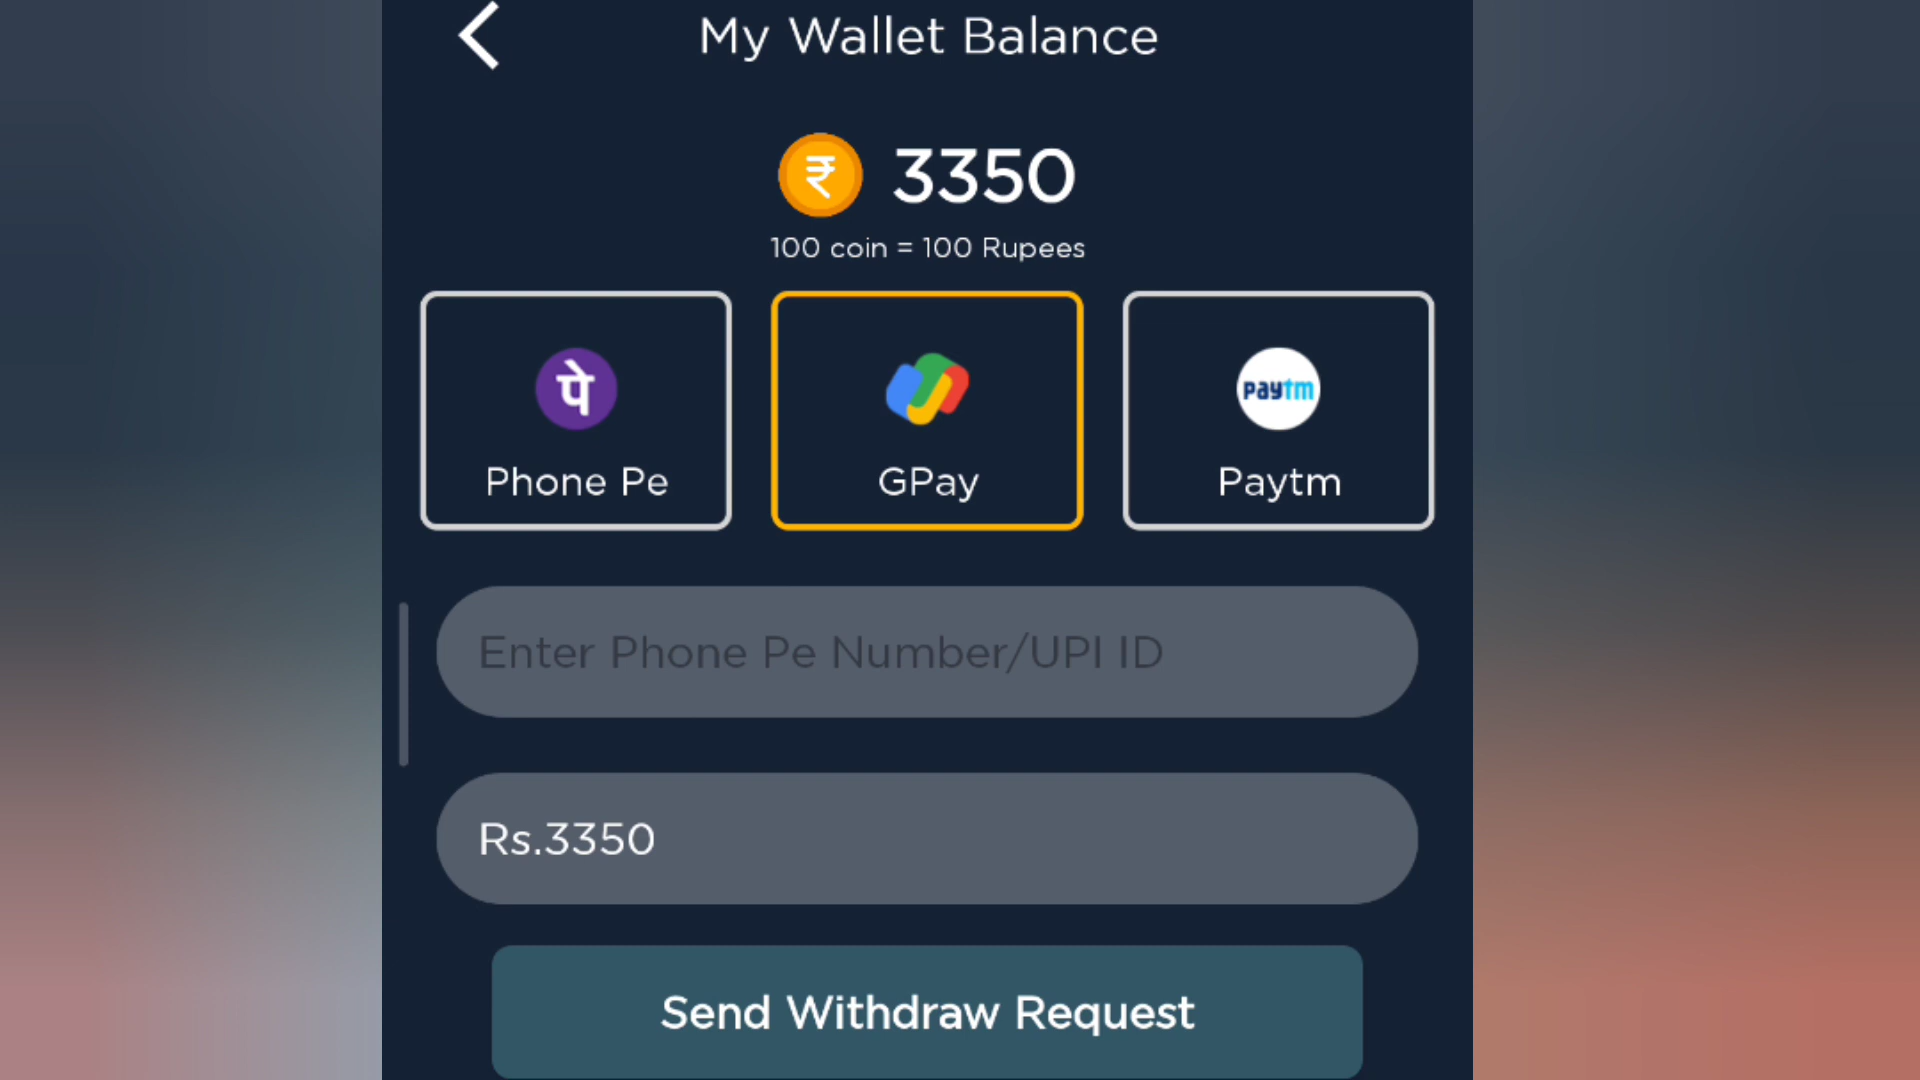 My Wallet Balance
₹ 3350
100 coin = 100 Rupees
पे
paytm
Phone Pe
GPay
Paytm
Enter Phone Pe Number/UPI ID
Rs.3350
Send Withdraw Request